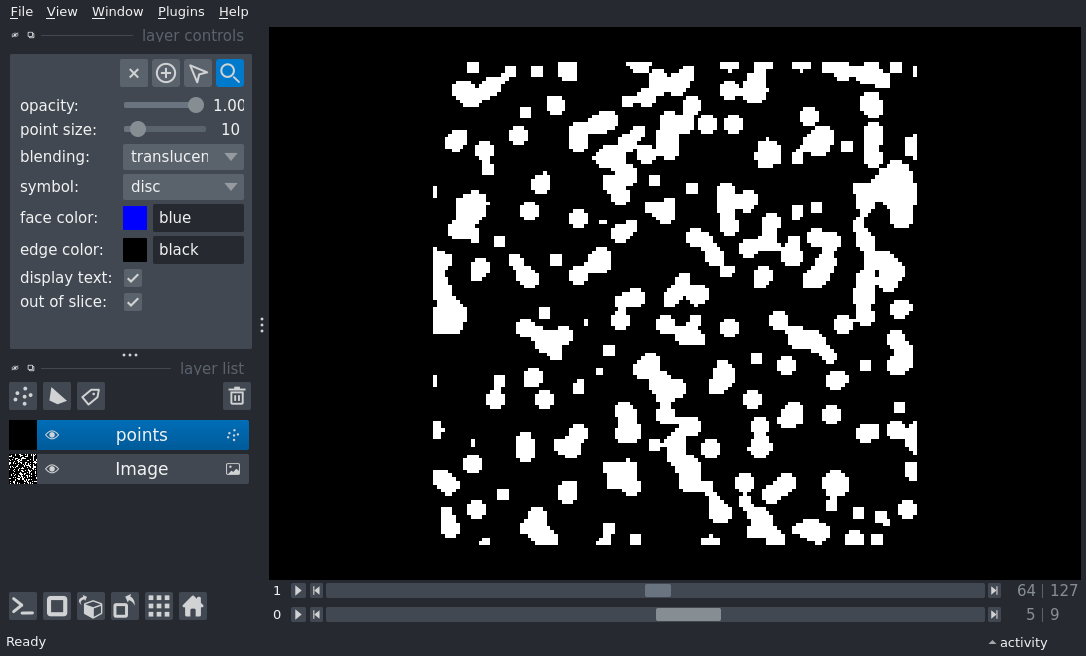 File View Window Plugins Help
layer controls
opacity: 1.00
point size: 10
blending: translucen
symbol: disc
face color: blue
edge color: black
display text:
out of slice:
layer list
points
Image
1 64 127
0 5 9
Ready activity